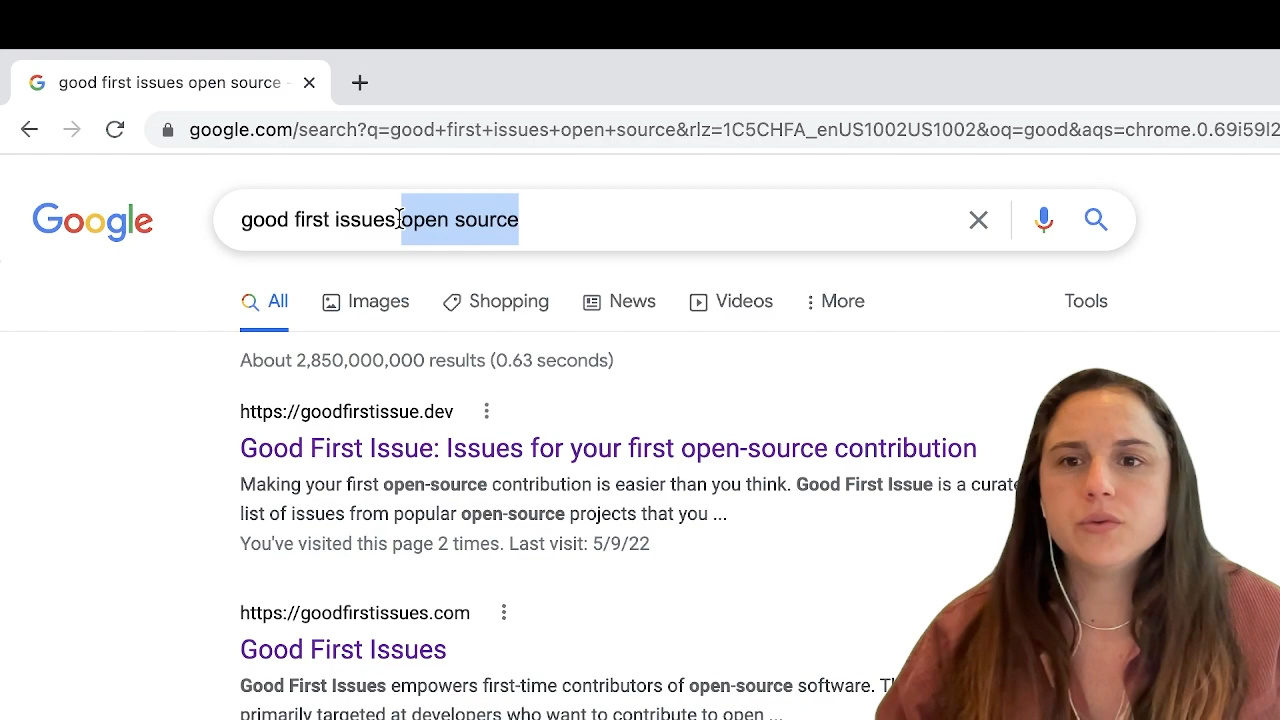 good first issues open source -
google.com/search?q=good+first+issues+open+source&rlz=1C5CHFA_enUS1002US1002&oq=good&aqs=chrome.0.69i59l2
Google
good first issues open source
All Images Shopping News Videos More Tools
About 2,850,000,000 results (0.63 seconds)
https://goodfirstissue.dev
Good First Issue: Issues for your first open-source contribution
Making your first open-source contribution is easier than you think. Good First Issue is a curate
list of issues from popular open-source projects that you ...
You've visited this page 2 times. Last visit: 5/9/22
https://goodfirstissues.com
Good First Issues
Good First Issues empowers first-time contributors of open-source software. T
primarily targeted at developers who want to contribute to open ...